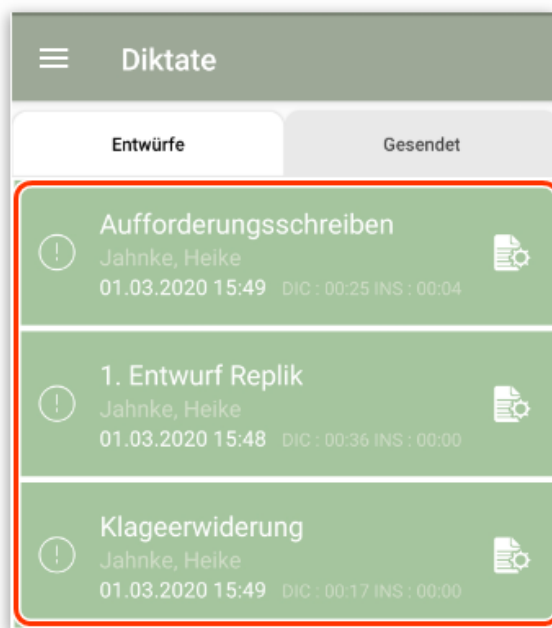 Diktate
Entwürfe
Gesendet
Aufforderungsschreiben
Jahnke, Heike
01.03.2020 15:49 DIC : 00:25 INS : 00:04
1. Entwurf Replik
Jahnke, Heike
01.03.2020 15:48 DIC : 00:36 INS : 00:00
Klageerwiderung
Jahnke, Heike
01.03.2020 15:49 DIC : 00:17 INS : 00:00